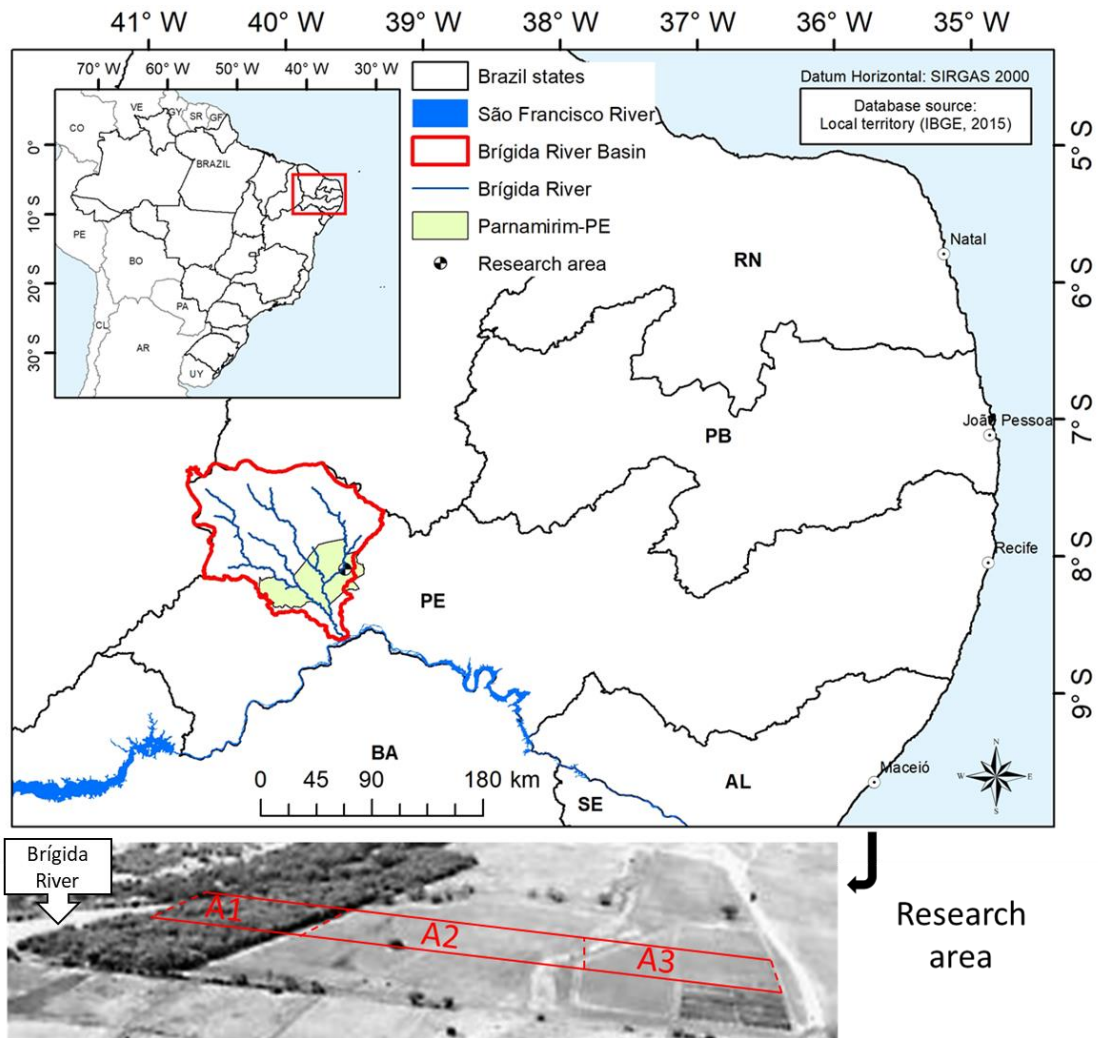 41° W 40° W 39° W 38° W 37° W 36° W 35° W
70° W 60° W 50° W 40° W 30° W
0°
10°S
20°S
30°S
VE
GY
SR
GF
CO
BRAZIL
PE
BO
PA
CL
AR
UY
Brazil states
São Francisco River
Brígida River Basin
Brígida River
Parnamirim-PE
Research area
Datum Horizontal: SIRGAS 2000
Database source:
Local territory (IBGE, 2015)
5°S
6°S
7°S
8°S
9°S
RN
Natal
PB
João Pessoa
Recife
PE
BA
AL
SE
Maceió
0 45 90 180 km
N
W E
S
Brígida
River
A1
A2
A3
Research
area